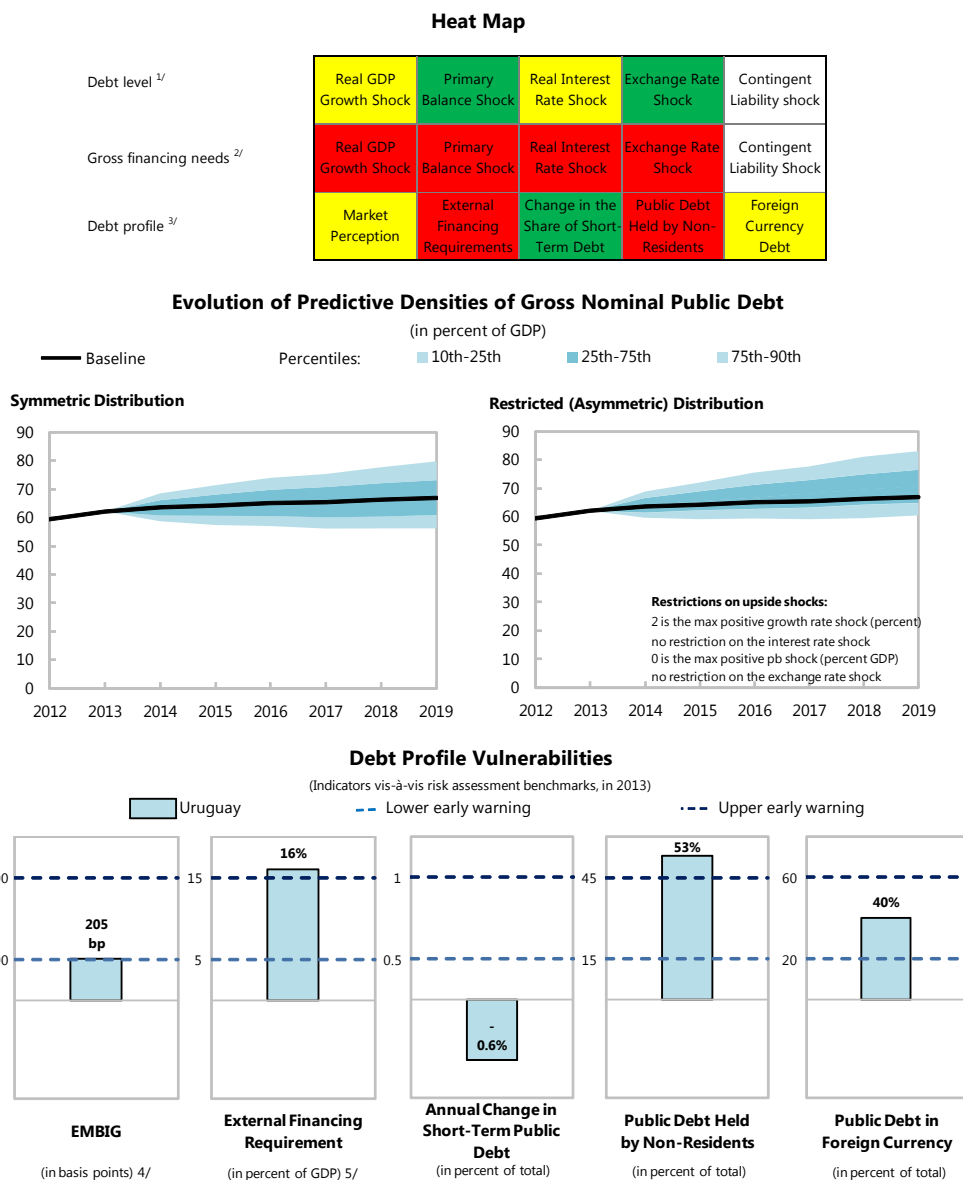 Heat Map
Debt level 1/
Real GDP Growth Shock
Primary Balance Shock
Real Interest Rate Shock
Exchange Rate Shock
Contingent Liability shock
Gross financing needs 2/
Real GDP Growth Shock
Primary Balance Shock
Real Interest Rate Shock
Exchange Rate Shock
Contingent Liability Shock
Debt profile 3/
Market Perception
External Financing Requirements
Change in the Share of Short-Term Debt
Public Debt Held by Non-Residents
Foreign Currency Debt
Evolution of Predictive Densities of Gross Nominal Public Debt
(in percent of GDP)
Baseline
Percentiles:
10th-25th
25th-75th
75th-90th
Symmetric Distribution
90
80
70
60
50
40
30
20
10
0
2012 2013 2014 2015 2016 2017 2018 2019
Restricted (Asymmetric) Distribution
90
80
70
60
50
40
30
20
10
0
Restrictions on upside shocks:
2 is the max positive growth rate shock (percent)
no restriction on the interest rate shock
0 is the max positive pb shock (percent GDP)
no restriction on the exchange rate shock
2012 2013 2014 2015 2016 2017 2018 2019
Debt Profile Vulnerabilities
(Indicators vis-à-vis risk assessment benchmarks, in 2013)
Uruguay
Lower early warning
Upper early warning
205
bp
EMBIG
(in basis points) 4/
16%
15
5
External Financing
Requirement
(in percent of GDP) 5/
1
0.5
-
0.6%
Annual Change in
Short-Term Public
Debt
(in percent of total)
53%
45
15
Public Debt Held
by Non-Residents
(in percent of total)
60
40%
20
Public Debt in
Foreign Currency
(in percent of total)